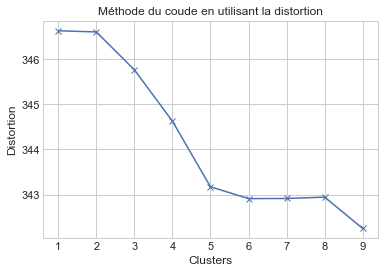 Méthode du coude en utilisant la distortion
346
345
344
343
Distortion
1 2 3 4 5 6 7 8 9
Clusters